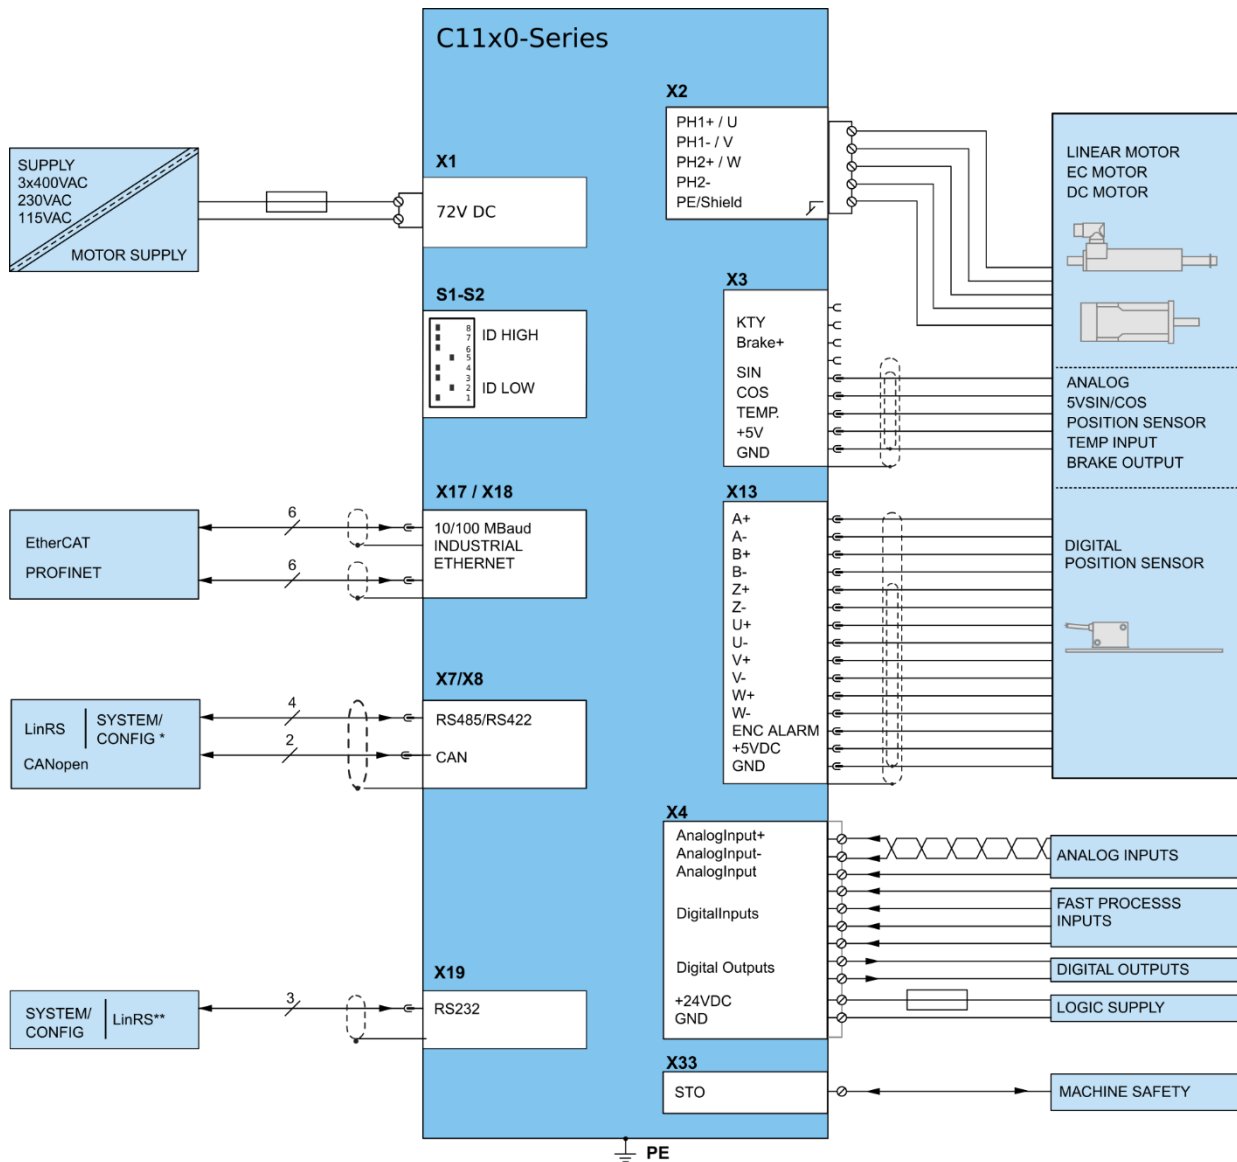 C11x0-Series
SUPPLY
3x400VAC
230VAC
115VAC
MOTOR SUPPLY
X1
72V DC
S1-S2
8
7
6
5
4
3
2
1
ID HIGH
ID LOW
X17 / X18
10/100 MBaud
INDUSTRIAL
ETHERNET
6
6
EtherCAT
PROFINET
X7/X8
RS485/RS422
CAN
4
2
LinRS
SYSTEM/
CONFIG *
CANopen
X19
RS232
3
SYSTEM/
CONFIG
LinRS**
X2
PH1+ / U
PH1- / V
PH2+ / W
PH2-
PE/Shield
X3
KTY
Brake+
SIN
COS
TEMP.
+5V
GND
X13
A+
A-
B+
B-
Z+
Z-
U+
U-
V+
V-
W+
W-
ENC ALARM
+5VDC
GND
X4
AnalogInput+
AnalogInput-
AnalogInput
DigitalInputs
Digital Outputs
+24VDC
GND
X33
STO
LINEAR MOTOR
EC MOTOR
DC MOTOR
ANALOG
5VSIN/COS
POSITION SENSOR
TEMP INPUT
BRAKE OUTPUT
DIGITAL
POSITION SENSOR
ANALOG INPUTS
FAST PROCESSS
INPUTS
DIGITAL OUTPUTS
LOGIC SUPPLY
MACHINE SAFETY
PE